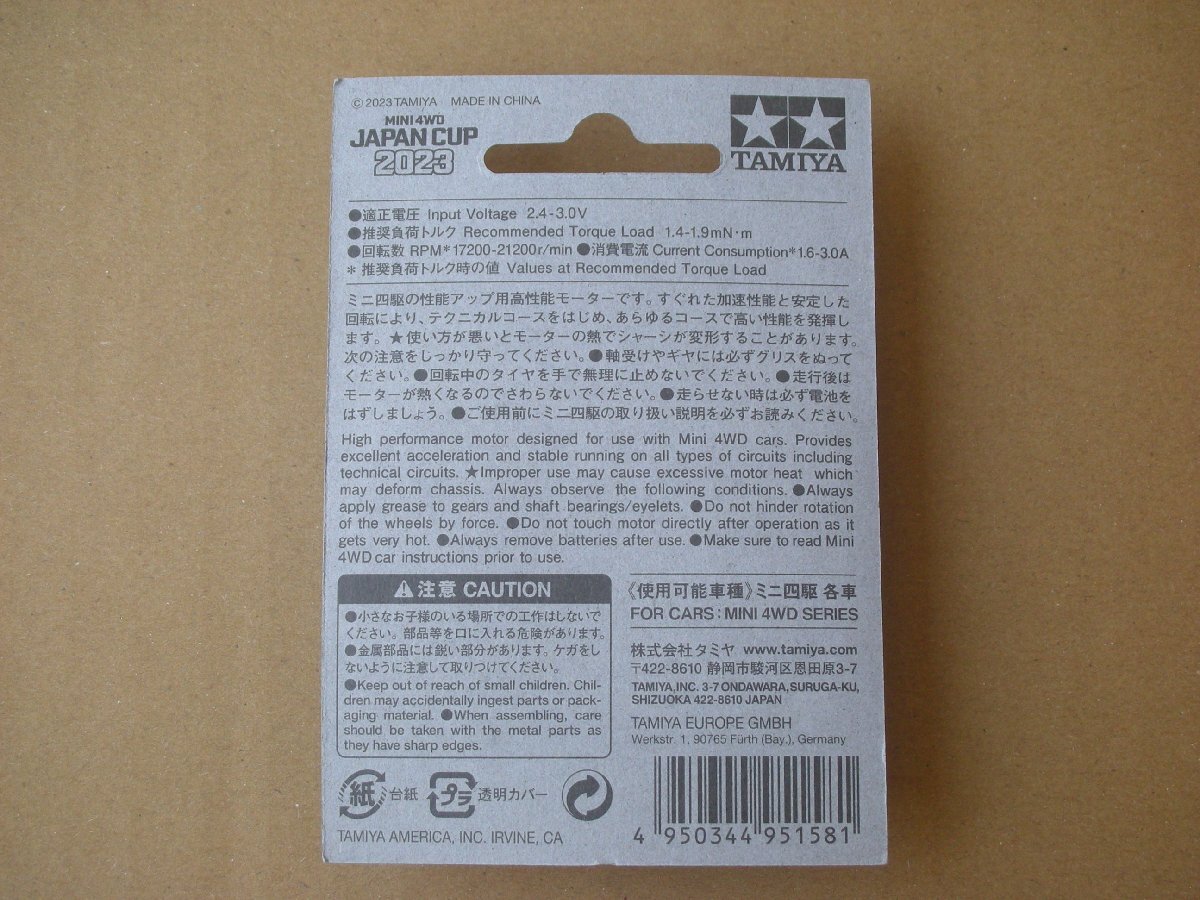 ©2023 TAMIYA MADE IN CHINA
MINI 4WD
JAPAN CUP
2023
TAMIYA
●適正電圧 Input Voltage 2.4-3.0V
●推奨負荷トルク Recommended Torque Load 1.4-1.9mN・m
●回転数 RPM*17200-21200r/min ●消費電流 Current Consumption*1.6-3.0A
* 推奨負荷トルク時の値 Values at Recommended Torque Load
ミニ四駆の性能アップ用高性能モーターです。すぐれた加速性能と安定した
回転により、テクニカルコースをはじめ、あらゆるコースで高い性能を発揮し
ます。★使い方が悪いとモーターの熱でシャーシが変形することがあります。
次の注意をしっかり守ってください。●軸受けやギヤには必ずグリスをぬって
ください。●回転中のタイヤを手で無理に止めないでください。●走行後は
モーターが熱くなるのでさわらないでください。●走らせない時は必ず電池を
はずしましょう。●ご使用前にミニ四駆の取り扱い説明を必ずお読みください。
High performance motor designed for use with Mini 4WD cars. Provides
excellent acceleration and stable running on all types of circuits including
technical circuits. ★Improper use may cause excessive motor heat which
may deform chassis. Always observe the following conditions. ●Always
apply grease to gears and shaft bearings/eyelets. ●Do not hinder rotation
of the wheels by force. ●Do not touch motor directly after operation as it
gets very hot. ●Always remove batteries after use. ●Make sure to read Mini
4WD car instructions prior to use.
注意 CAUTION
●小さなお子様のいる場所での工作はしないで
ください。部品等を口に入れる危険があります。
●金属部品には鋭い部分があります。ケガをし
ないように注意して取りつけてください。
●Keep out of reach of small children. Chil-
dren may accidentally ingest parts or pack-
aging material. ●When assembling, care
should be taken with the metal parts as
they have sharp edges.
《使用可能車種》ミニ四駆 各車
FOR CARS : MINI 4WD SERIES
株式会社タミヤ www.tamiya.com
〒422-8610 静岡市駿河区恩田原3-7
TAMIYA, INC. 3-7 ONDAWARA, SURUGA-KU,
SHIZUOKA 422-8610 JAPAN
TAMIYA EUROPE GMBH
Werkstr. 1, 90765 Fürth (Bay.), Germany
紙 台紙 プラ 透明カバー
TAMIYA AMERICA, INC. IRVINE, CA
4 950344 951581